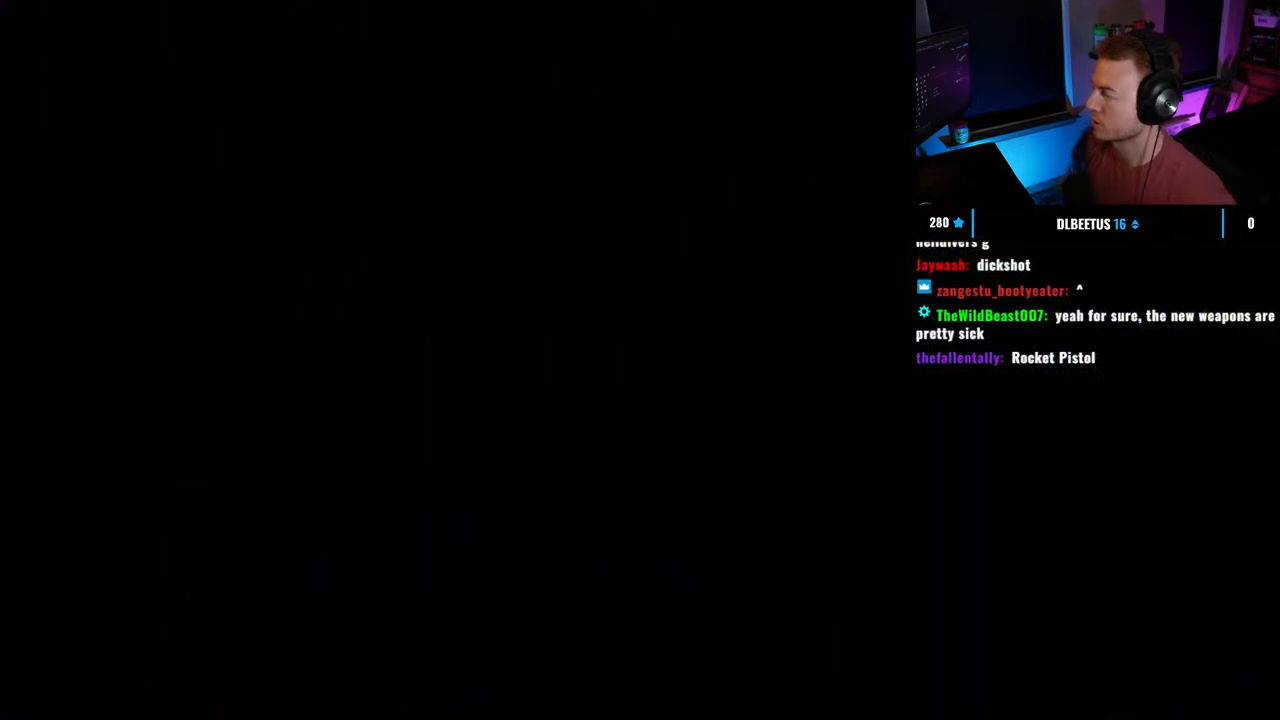 280 DLBEETUS 16 0
helldivers g
Jaywaah: dickshot
zangestu_bootyeater: ^
TheWildBeast007: yeah for sure, the new weapons are
pretty sick
thefallentally: Rocket Pistol